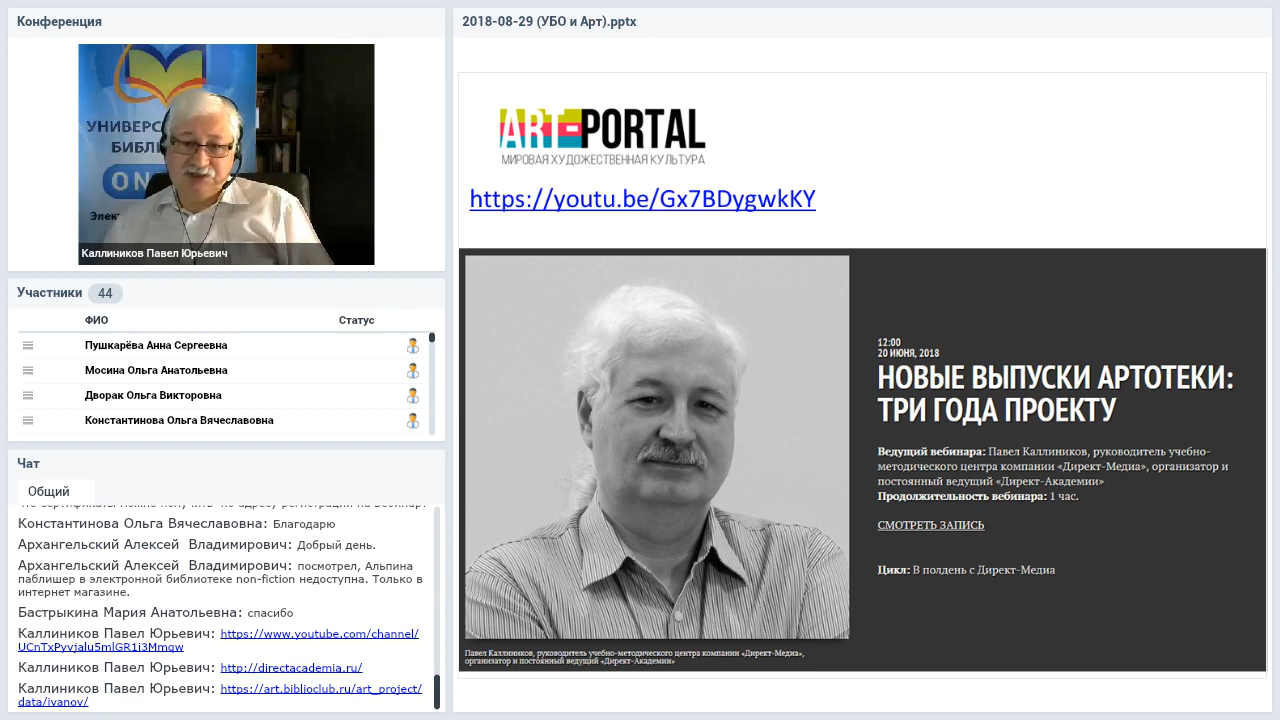 Конференция
УНИВЕРС
БИБЛИ
ON
Элект
Каллиников Павел Юрьевич
Участники 44
ФИО Статус
Пушкарёва Анна Сергеевна
Мосина Ольга Анатольевна
Дворак Ольга Викторовна
Константинова Ольга Вячеславовна
Чат
Общий
Константинова Ольга Вячеславовна: Благодарю
Архангельский Алексей Владимирович: Добрый день.
Архангельский Алексей Владимирович: посмотрел, Альпина
паблишер в электронной библиотеке non-fiction недоступна. Только в
интернет магазине.
Бастрыкина Мария Анатольевна: спасибо
Каллиников Павел Юрьевич: https://www.youtube.com/channel/
UCnTxPyvjalu5mlGR1i3Mmqw
Каллиников Павел Юрьевич: http://directacademia.ru/
Каллиников Павел Юрьевич: https://art.biblioclub.ru/art_project/
data/ivanov/
2018-08-29 (УБО и Арт).pptx
ART-PORTAL
МИРОВАЯ ХУДОЖЕСТВЕННАЯ КУЛЬТУРА
https://youtu.be/Gx7BDygwkKY
12:00
20 ИЮНЯ, 2018
НОВЫЕ ВЫПУСКИ АРТОТЕКИ:
ТРИ ГОДА ПРОЕКТУ
Ведущий вебинара: Павел Каллиников, руководитель учебно-
методического центра компании «Директ-Медиа», организатор и
постоянный ведущий «Директ-Академии»
Продолжительность вебинара: 1 час.
СМОТРЕТЬ ЗАПИСЬ
Цикл: В полдень с Директ-Медиа
Павел Каллиников, руководитель учебно-методического центра компании «Директ-Медиа»,
организатор и постоянный ведущий «Директ-Академии»